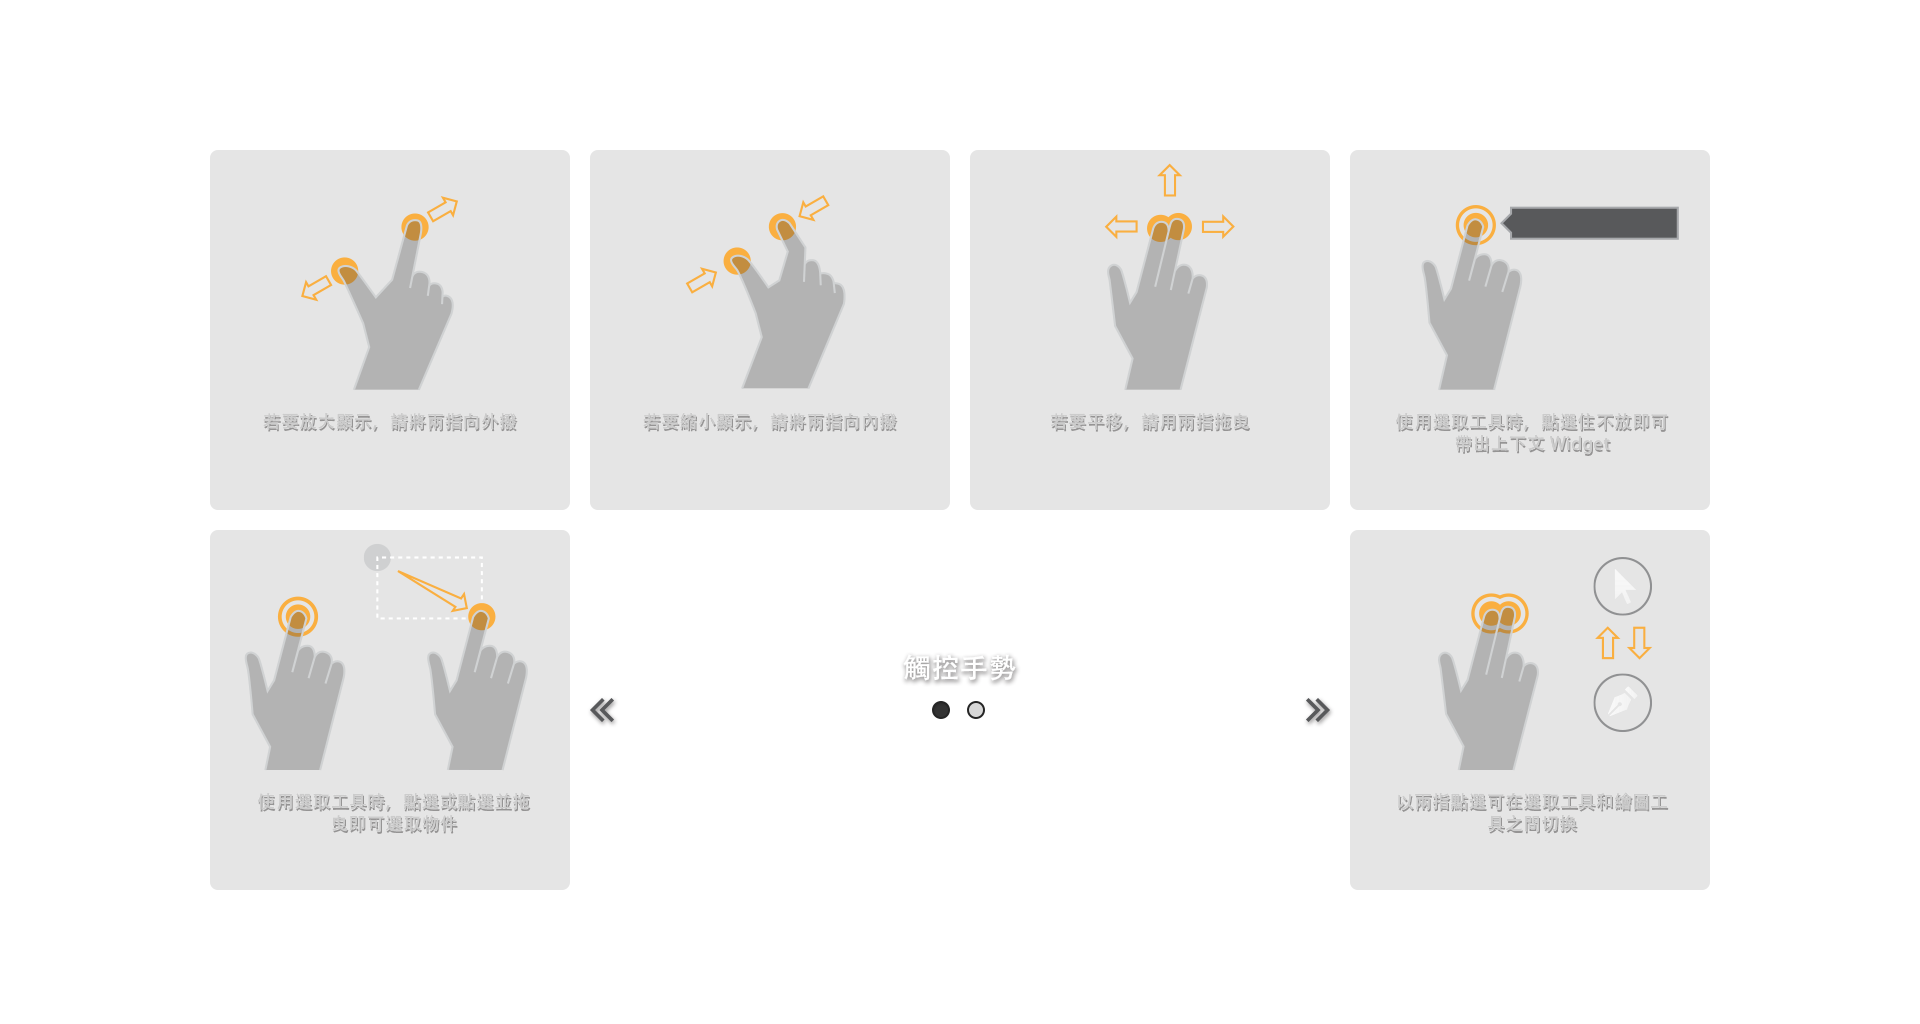 若要放大顯示，請將兩指向外撥
若要縮小顯示，請將兩指向內撥
若要平移，請用兩指拖曳
使用選取工具時，點選住不放即可
帶出上下文 Widget
使用選取工具時，點選或點選並拖
曳即可選取物件
觸控手勢
以兩指點選可在選取工具和繪圖工
具之間切換